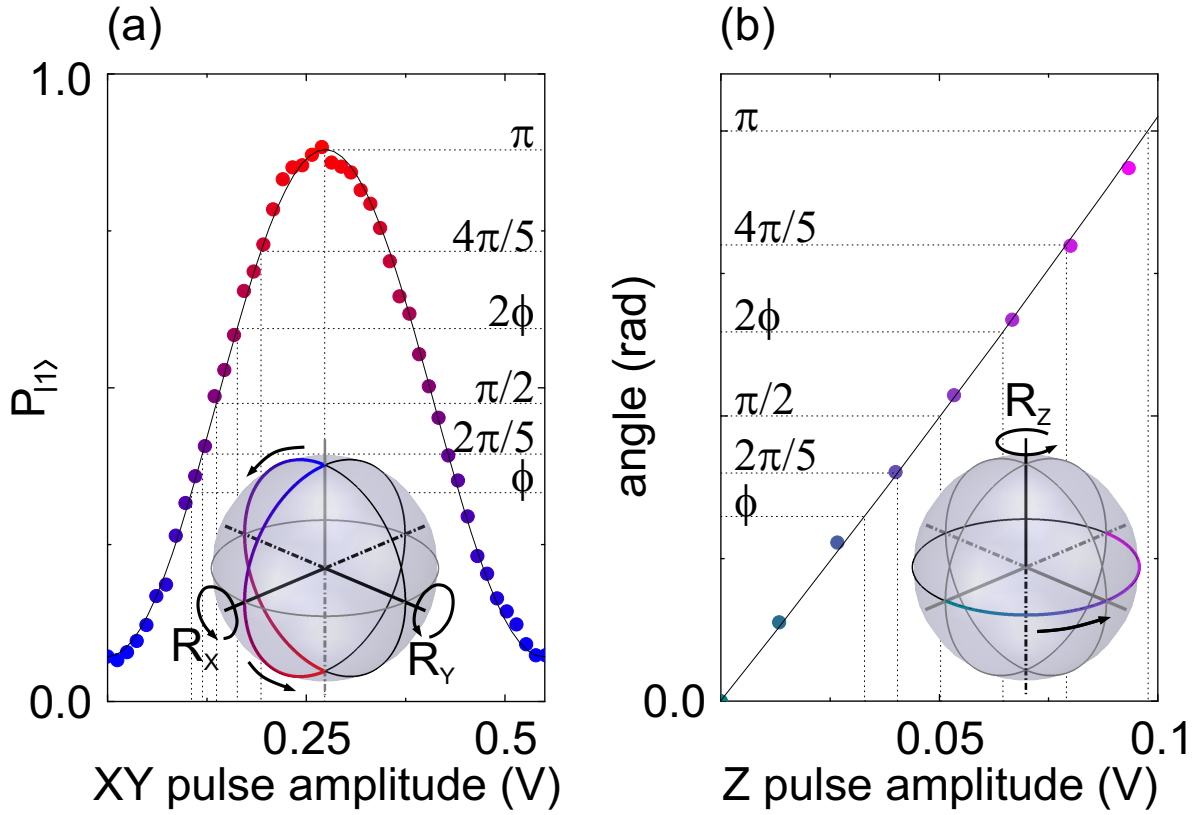 (a)
1.0
π
4π/5
2ϕ
π/2
2π/5
ϕ
P|1⟩
R_X
R_Y
0.0
0.25
0.5
XY pulse amplitude (V)
(b)
π
4π/5
2ϕ
π/2
2π/5
ϕ
angle (rad)
R_Z
0.0
0.05
0.1
Z pulse amplitude (V)